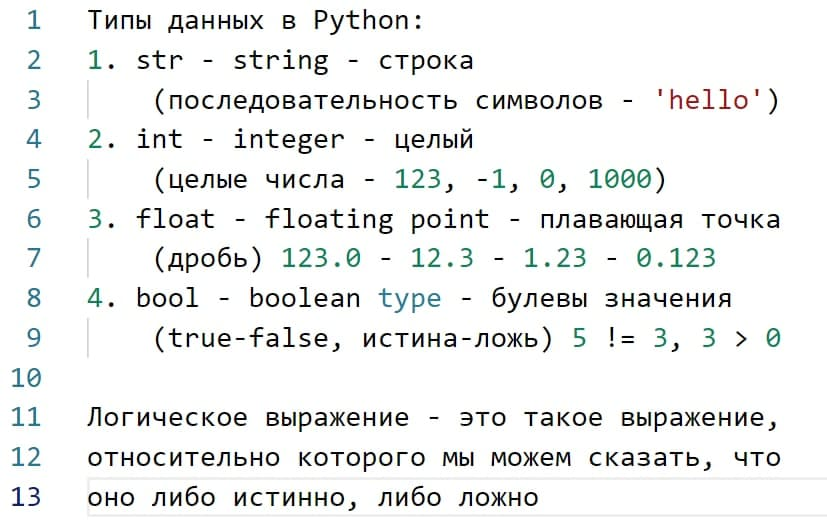 1 Типы данных в Python:
2 1. str - string - строка
3 (последовательность символов - 'hello')
4 2. int - integer - целый
5 (целые числа - 123, -1, 0, 1000)
6 3. float - floating point - плавающая точка
7 (дробь) 123.0 - 12.3 - 1.23 - 0.123
8 4. bool - boolean type - булевы значения
9 (true-false, истина-ложь) 5 != 3, 3 > 0
10
11 Логическое выражение - это такое выражение,
12 относительно которого мы можем сказать, что
13 оно либо истинно, либо ложно